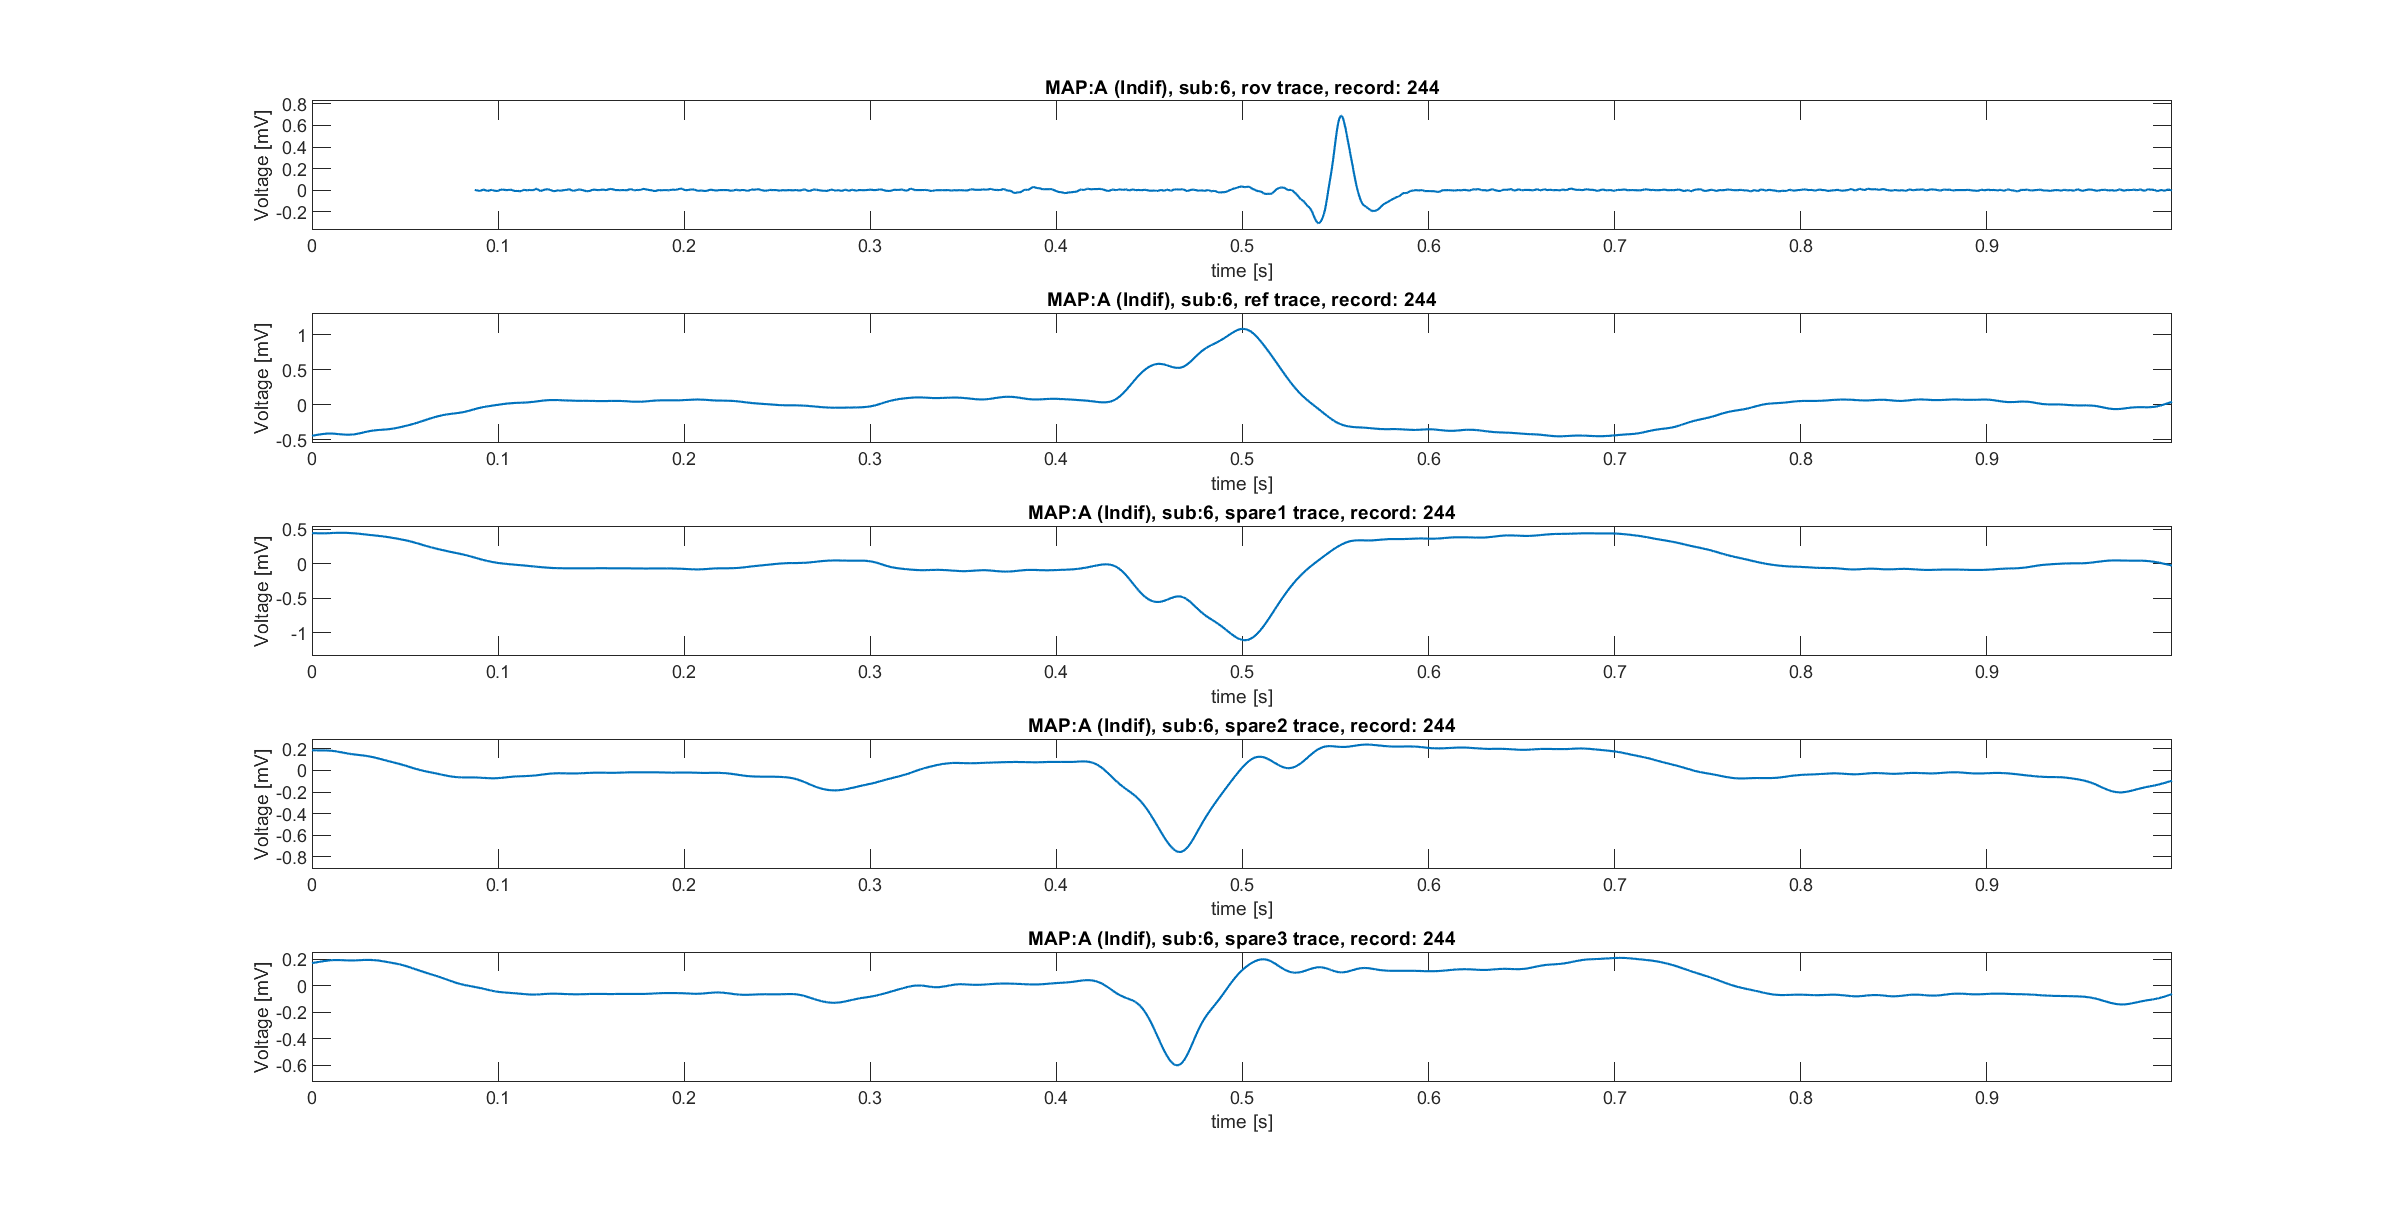 MAP:A (Indif), sub:6, rov trace, record: 244
Voltage [mV]
0.8
0.6
0.4
0.2
0
-0.2
0 0.1 0.2 0.3 0.4 0.5 0.6 0.7 0.8 0.9
time [s]
MAP:A (Indif), sub:6, ref trace, record: 244
Voltage [mV]
1
0.5
0
-0.5
0 0.1 0.2 0.3 0.4 0.5 0.6 0.7 0.8 0.9
time [s]
MAP:A (Indif), sub:6, spare1 trace, record: 244
Voltage [mV]
0.5
0
-0.5
-1
0 0.1 0.2 0.3 0.4 0.5 0.6 0.7 0.8 0.9
time [s]
MAP:A (Indif), sub:6, spare2 trace, record: 244
Voltage [mV]
0.2
0
-0.2
-0.4
-0.6
-0.8
0 0.1 0.2 0.3 0.4 0.5 0.6 0.7 0.8 0.9
time [s]
MAP:A (Indif), sub:6, spare3 trace, record: 244
Voltage [mV]
0.2
0
-0.2
-0.4
-0.6
0 0.1 0.2 0.3 0.4 0.5 0.6 0.7 0.8 0.9
time [s]